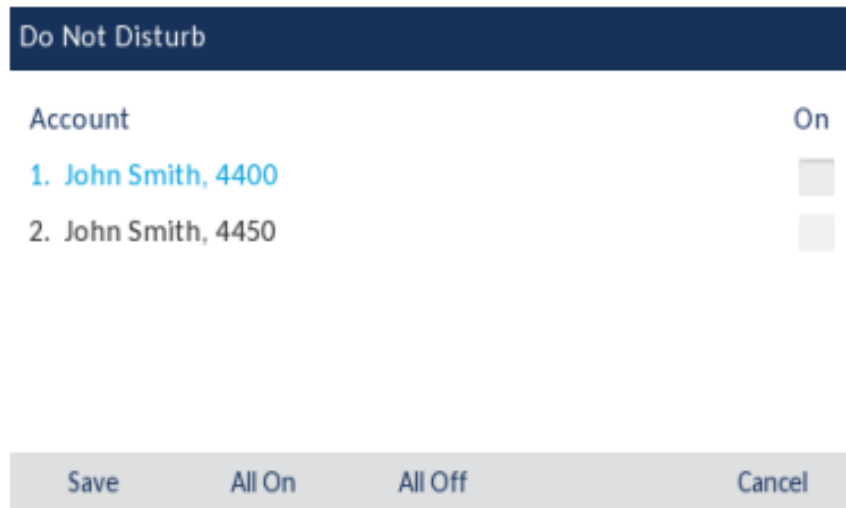 Do Not Disturb
Account On
1. John Smith, 4400
2. John Smith, 4450
Save All On All Off Cancel